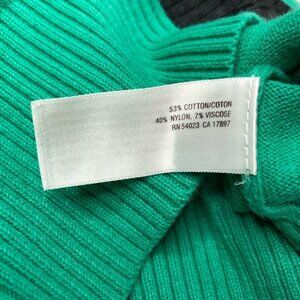 53% COTTON/COTON
40% NYLON, 7% VISCOSE
RN 54023 CA 17897